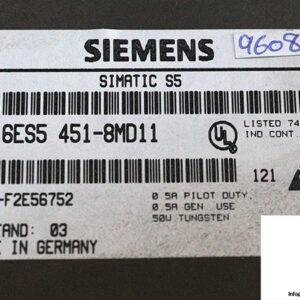 SIEMENS
9608
SIMATIC S5
6ES5 451-8MD11
LISTED 74
IND.CONT
121
-F2E56752
0.5A PILOT DUTY,
0.5A GEN USE
50W TUNGSTEN
STAND: 03
IN GERMANY